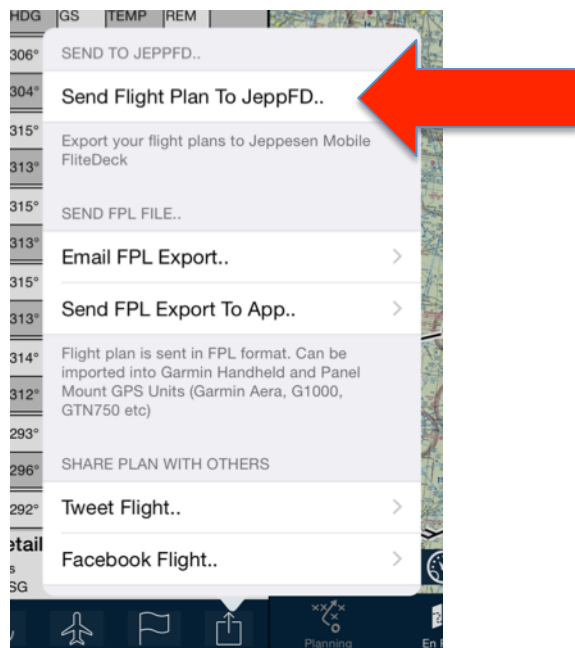 HDG GS TEMP REM
306°
SEND TO JEPPFD..
304°
Send Flight Plan To JeppFD..
315°
Export your flight plans to Jeppesen Mobile
313°
FliteDeck
315°
SEND FPL FILE..
313°
Email FPL Export..
315°
Send FPL Export To App..
313°
314°
Flight plan is sent in FPL format. Can be
imported into Garmin Handheld and Panel
312°
Mount GPS Units (Garmin Aera, G1000,
GTN750 etc)
293°
296°
SHARE PLAN WITH OTHERS
292°
Tweet Flight..
etail
s
Facebook Flight..
SG
Planning
En